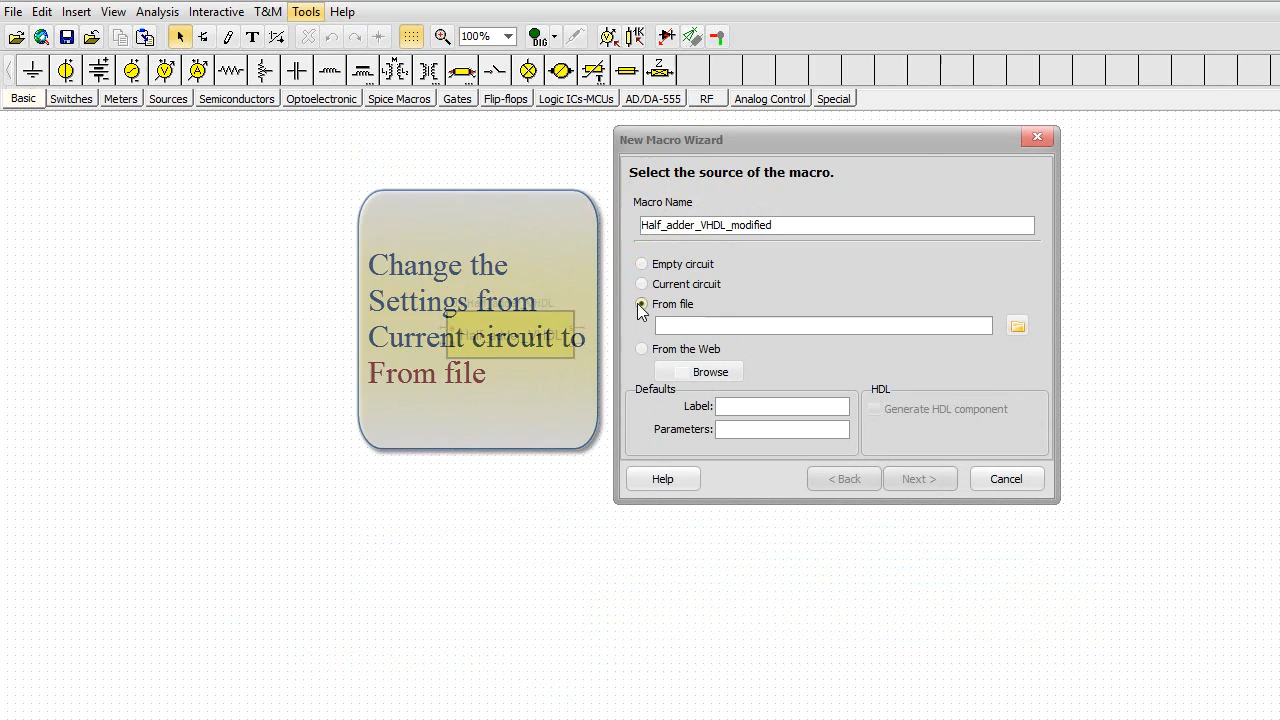 File Edit Insert View Analysis Interactive T&M Tools Help
100%
DIG
1K
Basic Switches Meters Sources Semiconductors Optoelectronic Spice Macros Gates Flip-flops Logic ICs-MCUs AD/DA-555 RF Analog Control Special
New Macro Wizard
Select the source of the macro.
Macro Name
Half_adder_VHDL_modified
Empty circuit
Current circuit
From file
From the Web
Browse
Defaults
HDL
Label:
Generate HDL component
Parameters:
Help
< Back
Next >
Cancel
Change the
Settings from
Current circuit to
From file